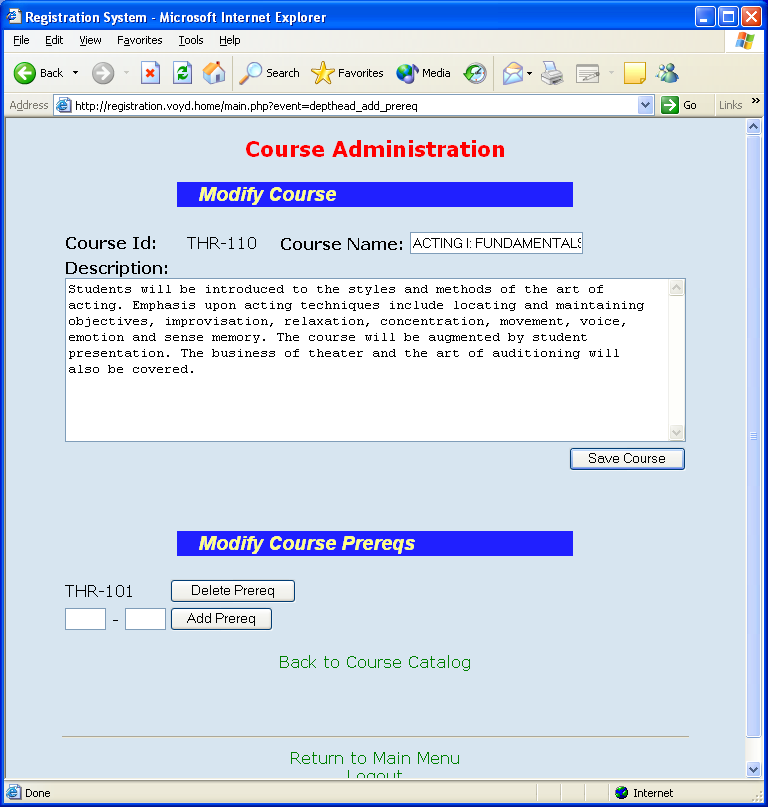 Registration System - Microsoft Internet Explorer
File Edit View Favorites Tools Help
Back Search Favorites Media
Address http://registration.voyd.home/main.php?event=depthead_add_prereq Go Links »
Course Administration
Modify Course
Course Id: THR-110 Course Name: ACTING I: FUNDAMENTALS
Description:
Students will be introduced to the styles and methods of the art of
acting. Emphasis upon acting techniques include locating and maintaining
objectives, improvisation, relaxation, concentration, movement, voice,
emotion and sense memory. The course will be augmented by student
presentation. The business of theater and the art of auditioning will
also be covered.
Save Course
Modify Course Prereqs
THR-101 Delete Prereq
- Add Prereq
Back to Course Catalog
Return to Main Menu
Logout
Done Internet